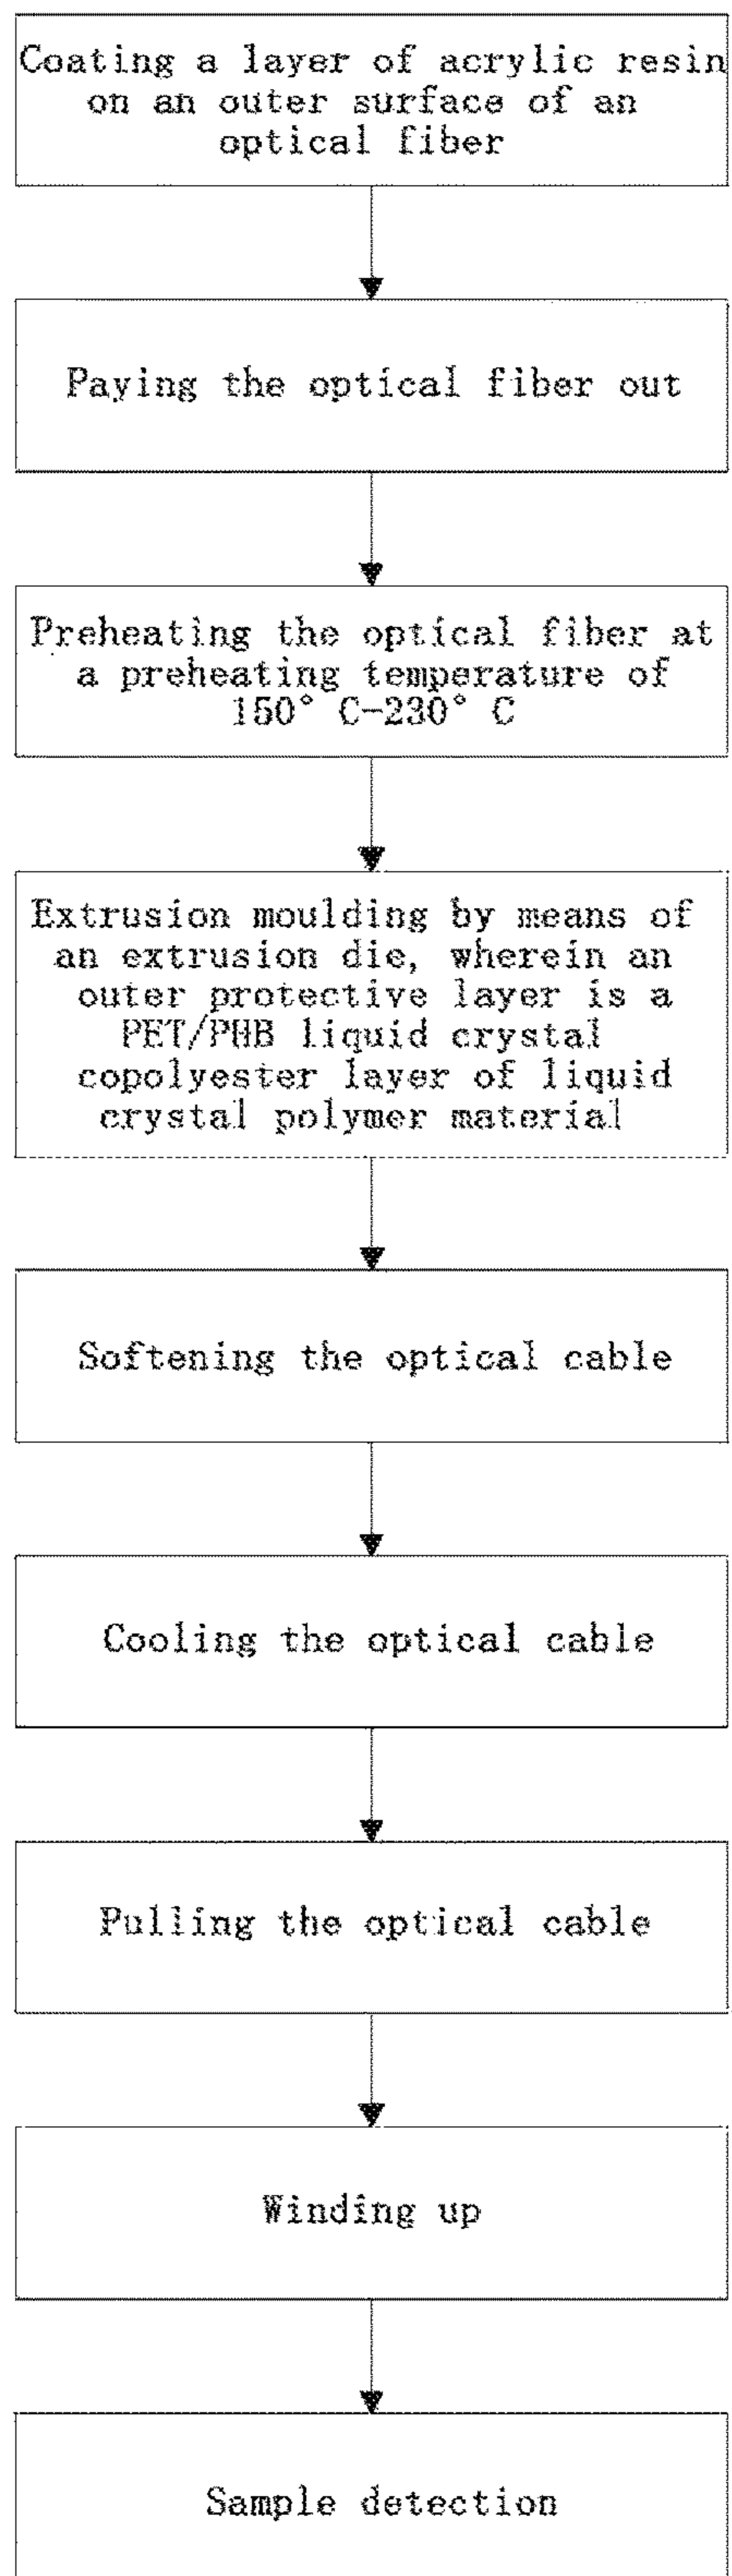 Coating a layer of acrylic resin
on an outer surface of an
optical fiber
Paying the optical fiber out
Preheating the optical fiber at
a preheating temperature of
150° C-230° C
Extrusion moulding by means of
an extrusion die, wherein an
outer protective layer is a
PET/PHB liquid crystal
copolyester layer of liquid
crystal polymer material
Softening the optical cable
Cooling the optical cable
Pulling the optical cable
Winding up
Sample detection